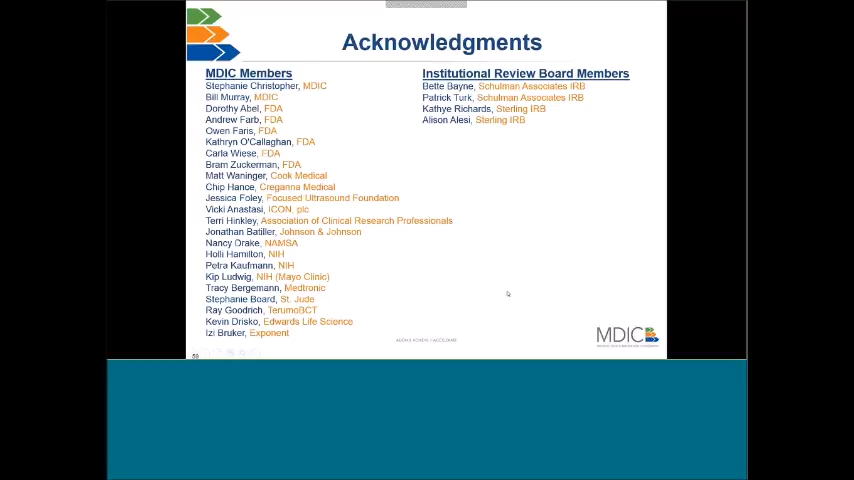 Acknowledgments
MDIC Members
Stephanie Christopher, MDIC
Bill Murray, MDIC
Dorothy Abel, FDA
Andrew Farb, FDA
Owen Faris, FDA
Kathryn O'Callaghan, FDA
Carla Wiese, FDA
Bram Zuckerman, FDA
Matt Waninger, Cook Medical
Chip Hance, Creganna Medical
Jessica Foley, Focused Ultrasound Foundation
Vicki Anastasi, ICON, plc
Terri Hinkley, Association of Clinical Research Professionals
Jonathan Batiller, Johnson & Johnson
Nancy Drake, NAMSA
Holli Hamilton, NIH
Petra Kaufmann, NIH
Kip Ludwig, NIH (Mayo Clinic)
Tracy Bergemann, Medtronic
Stephanie Board, St. Jude
Ray Goodrich, TerumoBCT
Kevin Drisko, Edwards Life Science
Izi Bruker, Exponent
Institutional Review Board Members
Bette Bayne, Schulman Associates IRB
Patrick Turk, Schulman Associates IRB
Kathye Richards, Sterling IRB
Alison Alesi, Sterling IRB
MDIC
59